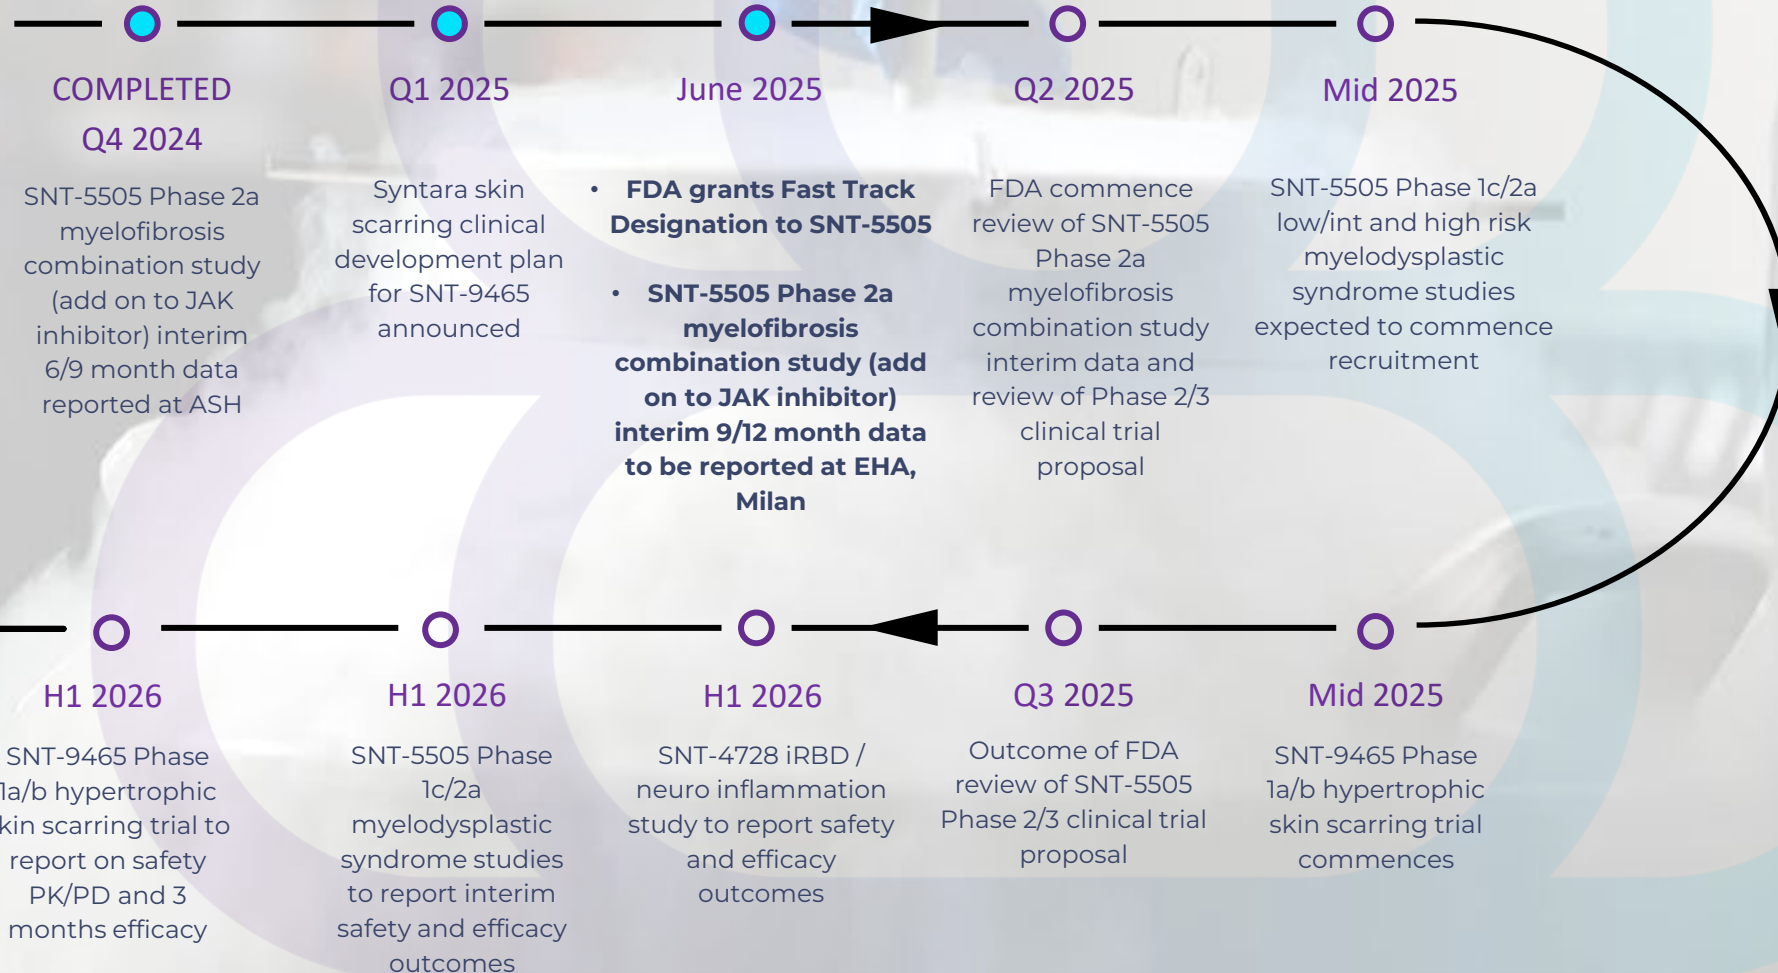 COMPLETED
Q4 2024
SNT-5505 Phase 2a
myelofibrosis
combination study
(add on to JAK
inhibitor) interim
6/9 month data
reported at ASH
Q1 2025
Syntara skin
scarring clinical
development plan
for SNT-9465
announced
June 2025
• FDA grants Fast Track
Designation to SNT-5505
• SNT-5505 Phase 2a
myelofibrosis
combination study (add
on to JAK inhibitor)
interim 9/12 month data
to be reported at EHA,
Milan
Q2 2025
FDA commence
review of SNT-5505
Phase 2a
myelofibrosis
combination study
interim data and
review of Phase 2/3
clinical trial
proposal
Mid 2025
SNT-5505 Phase 1c/2a
low/int and high risk
myelodysplastic
syndrome studies
expected to commence
recruitment
Mid 2025
SNT-9465 Phase
1a/b hypertrophic
skin scarring trial
commences
Q3 2025
Outcome of FDA
review of SNT-5505
Phase 2/3 clinical trial
proposal
H1 2026
SNT-4728 iRBD /
neuro inflammation
study to report safety
and efficacy
outcomes
H1 2026
SNT-5505 Phase
1c/2a
myelodysplastic
syndrome studies
to report interim
safety and efficacy
outcomes
H1 2026
SNT-9465 Phase
1a/b hypertrophic
skin scarring trial to
report on safety
PK/PD and 3
months efficacy